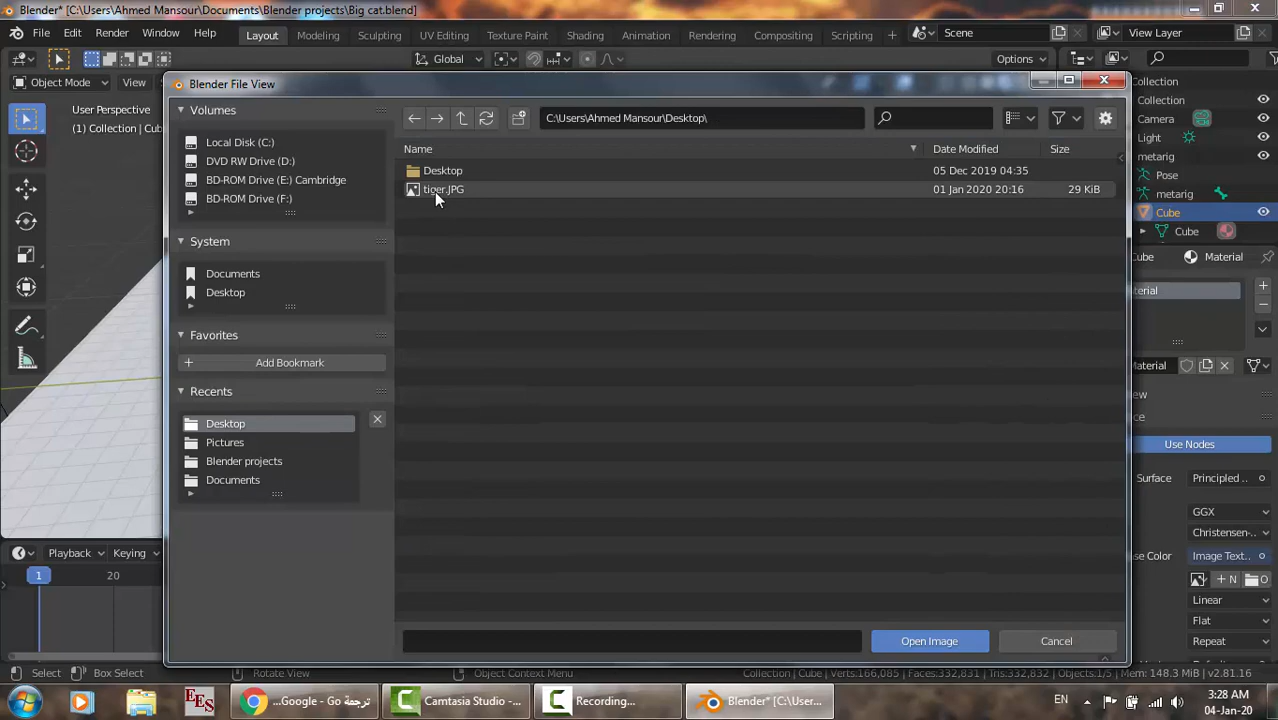 Blender* [C:\Users\Ahmed Mansour\Documents\Blender projects\Big cat.blend]
File Edit Render Window Help Layout Modeling Sculpting UV Editing Texture Paint Shading Animation Rendering Compositing Scripting + Scene View Layer
Global Options
Object Mode View
Blender File View
User Perspective
(1) Collection | Cub
Volumes
Local Disk (C:)
DVD RW Drive (D:)
BD-ROM Drive (E:) Cambridge
BD-ROM Drive (F:)
System
Documents
Desktop
Favorites
+ Add Bookmark
Recents
Desktop
Pictures
Blender projects
Documents
C:\Users\Ahmed Mansour\Desktop\
Name Date Modified Size
Desktop 05 Dec 2019 04:35
tiger.JPG 01 Jan 2020 20:16 29 KiB
Open Image Cancel
Collection
Collection
Camera
Light
metarig
Pose
metarig
Cube
Cube
Cube Material
terial
Material
ew
ce
Use Nodes
Surface Principled ...
GGX
Christensen-..
se Color Image Text..
+ N O
Linear
Flat
Repeat
Playback Keying
1 20
Select Box Select Rotate View Object Context Menu
Collection | Cube | Verts:166,085 | Faces:332,831 | Tris:332,832 | Objects:1/5 | Mem: 148.3 MiB | v2.81.16
EES
...Google - Go ترجمة
Camtasia Studio -...
Recording...
Blender* [C:\User...
EN
3:28 AM
04-Jan-20